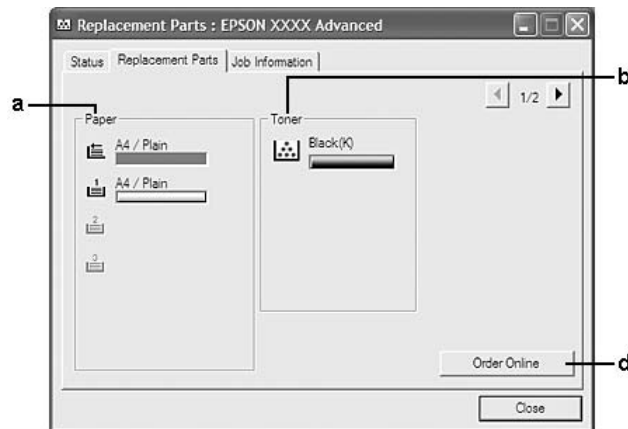 Replacement Parts : EPSON XXXX Advanced
Status Replacement Parts Job Information
a
b
1/2
Paper
Toner
A4 / Plain
Black(K)
1
A4 / Plain
2
3
Order Online
d
Close